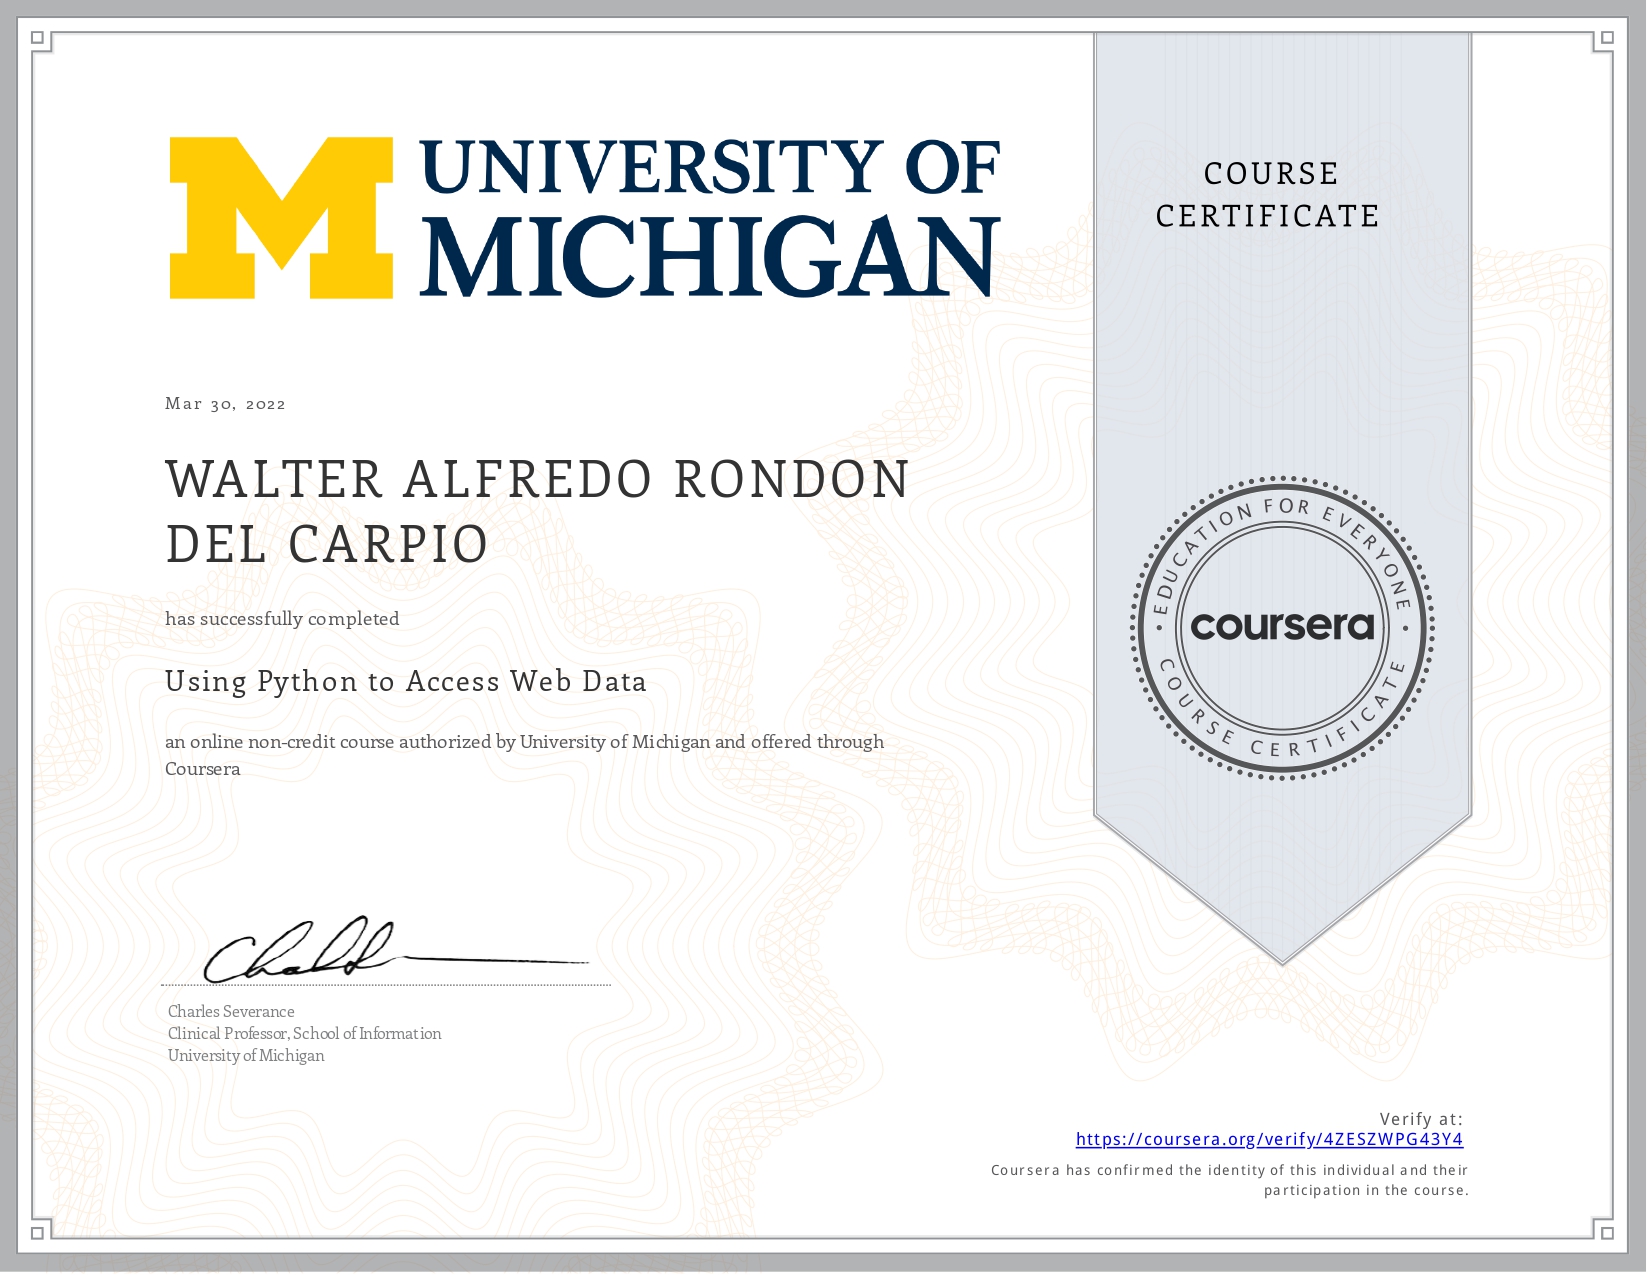 UNIVERSITY OF
MICHIGAN
COURSE
CERTIFICATE
Mar 30, 2022
WALTER ALFREDO RONDON
DEL CARPIO
has successfully completed
Using Python to Access Web Data
an online non-credit course authorized by University of Michigan and offered through
Coursera
EDUCATION FOR EVERYONE
coursera
COURSE CERTIFICATE
Charles Severance
Clinical Professor, School of Information
University of Michigan
Verify at:
https://coursera.org/verify/4ZESZWPG43Y4
Coursera has confirmed the identity of this individual and their
participation in the course.